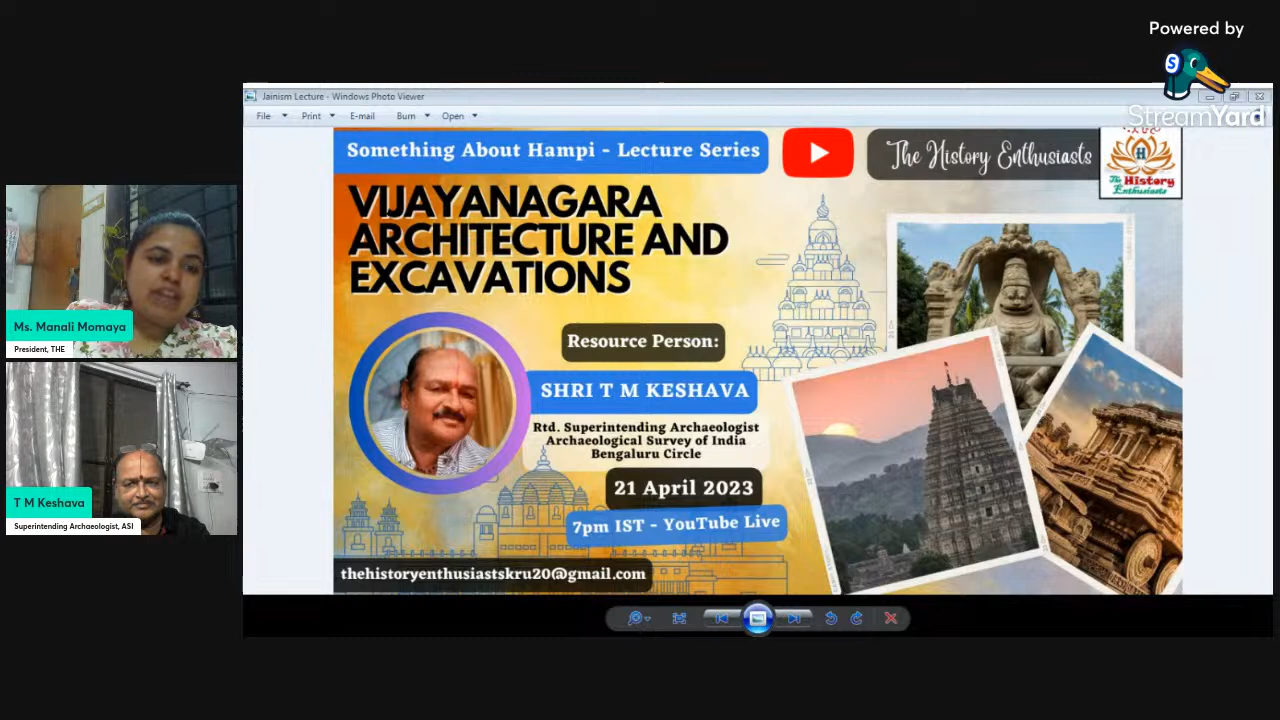 Powered by
StreamYard
Jainism Lecture - Windows Photo Viewer
File Print E-mail Burn Open
Something About Hampi - Lecture Series
The History Enthusiasts
H
The History
Enthusiasts
VIJAYANAGARA
ARCHITECTURE AND
EXCAVATIONS
Resource Person:
SHRI T M KESHAVA
Rtd. Superintending Archaeologist
Archaeological Survey of India
Bengaluru Circle
21 April 2023
7pm IST - YouTube Live
thehistoryenthusiastskru20@gmail.com
Ms. Manali Momaya
President, THE
T M Keshava
Superintending Archaeologist, ASI